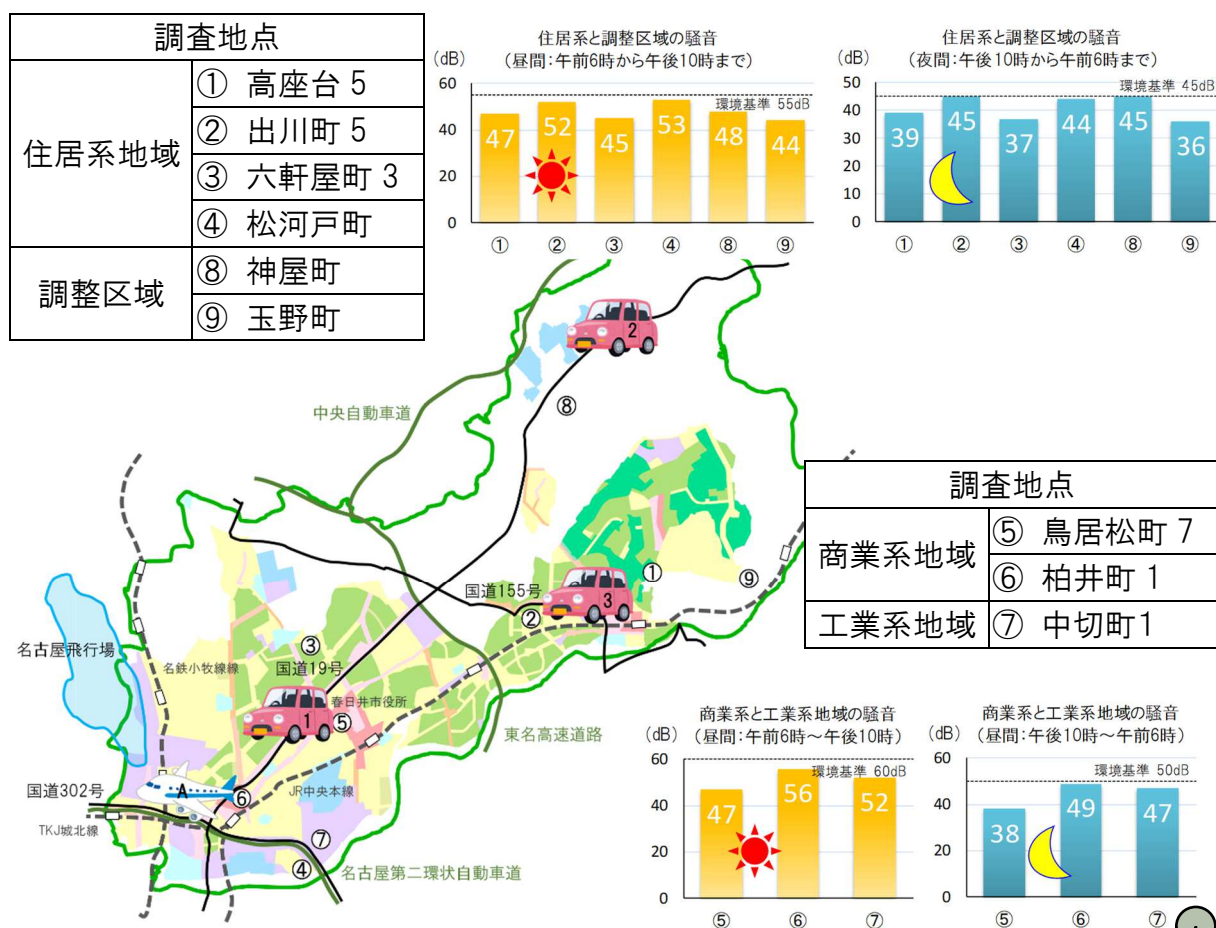 調査地点
住居系地域
① 高座台 5
② 出川町 5
③ 六軒屋町 3
④ 松河戸町
調整区域
⑧ 神屋町
⑨ 玉野町
住居系と調整区域の騒音
(昼間:午前6時から午後10時まで)
(dB)
環境基準 55dB
60
40
20
0
47
52
45
53
48
44
①
②
③
④
⑧
⑨
住居系と調整区域の騒音
(夜間:午後10時から午前6時まで)
(dB)
環境基準 45dB
50
40
30
20
10
0
39
45
37
44
45
36
①
②
③
④
⑧
⑨
2
中央自動車道
⑧
①
⑨
国道155号
3
②
名古屋飛行場
③
名鉄小牧線線
国道19号
春日井市役所
1
⑤
東名高速道路
A
⑥
国道302号
JR中央本線
TKJ城北線
⑦
④
名古屋第二環状自動車道
調査地点
商業系地域
⑤ 鳥居松町 7
⑥ 柏井町 1
工業系地域
⑦ 中切町1
商業系と工業系地域の騒音
(昼間:午前6時~午後10時)
(dB)
環境基準 60dB
60
40
20
0
47
56
52
⑤
⑥
⑦
商業系と工業系地域の騒音
(昼間:午後10時~午前6時)
(dB)
環境基準 50dB
60
40
20
0
38
49
47
⑤
⑥
⑦